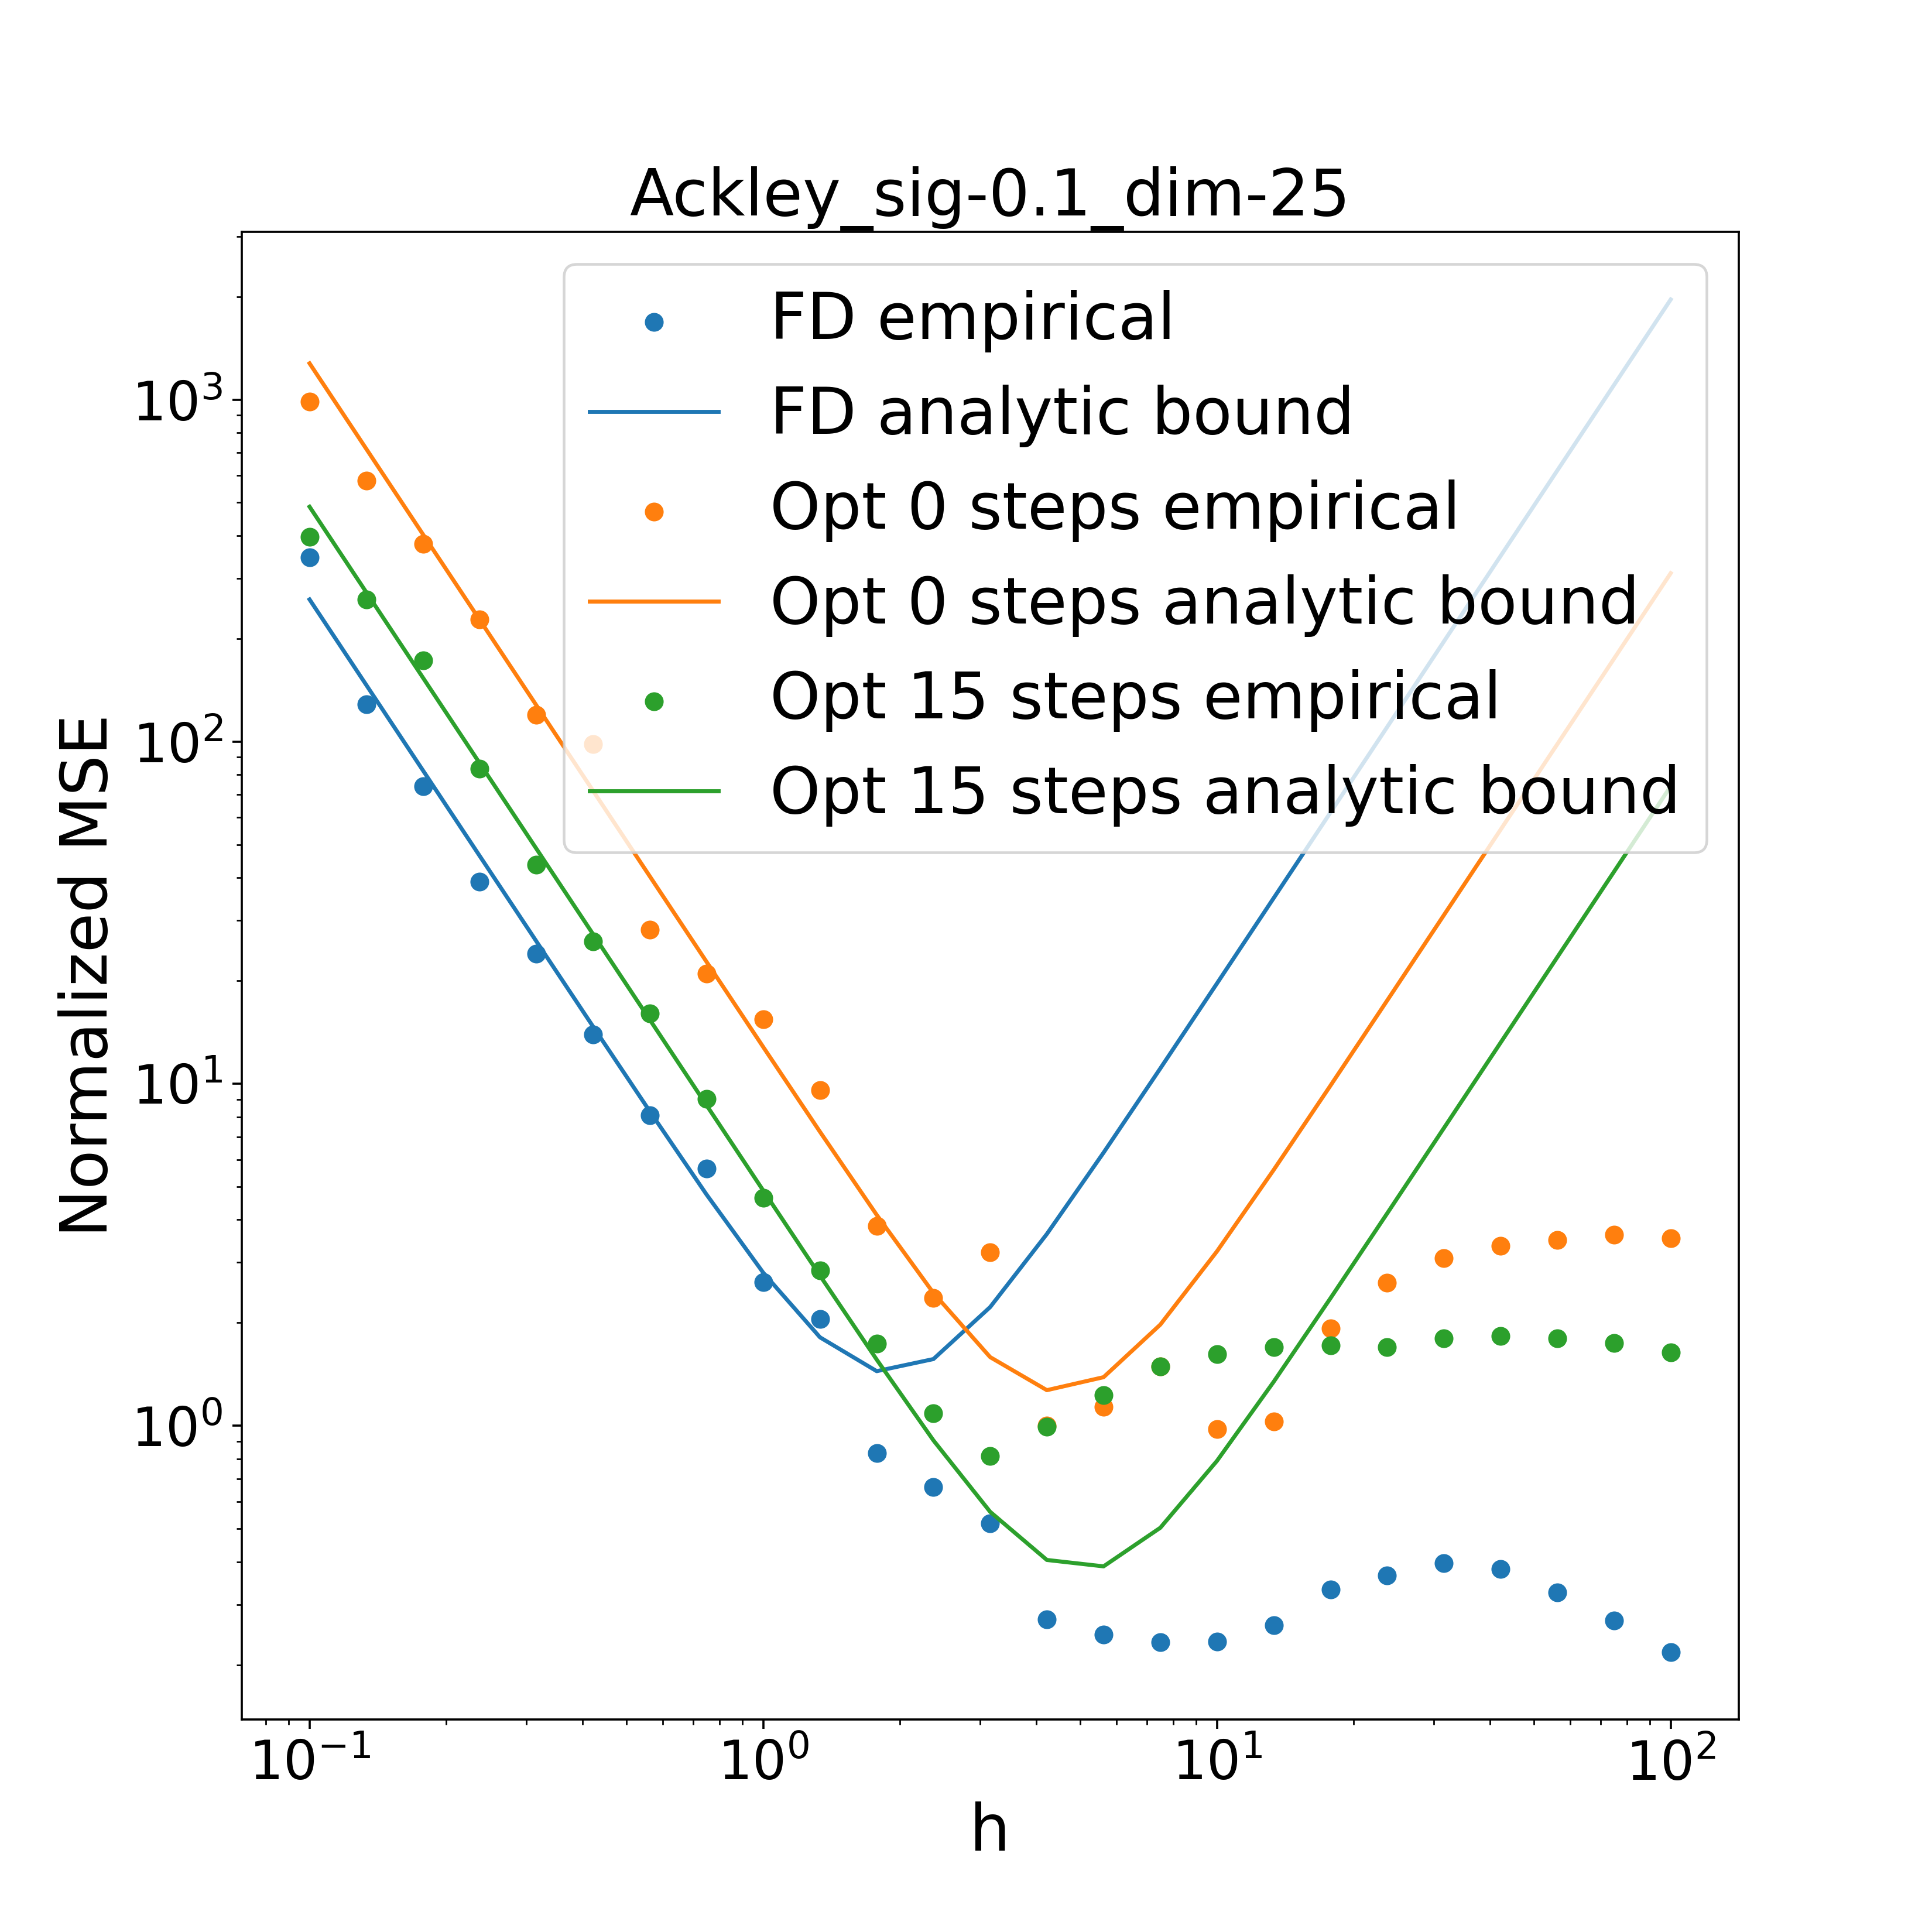 Ackley_sig-0.1_dim-25
FD empirical
FD analytic bound
Opt 0 steps empirical
Opt 0 steps analytic bound
Opt 15 steps empirical
Opt 15 steps analytic bound
Normalized MSE
10³
10²
10¹
10⁰
10⁻¹ 10⁰ 10¹ 10²
h